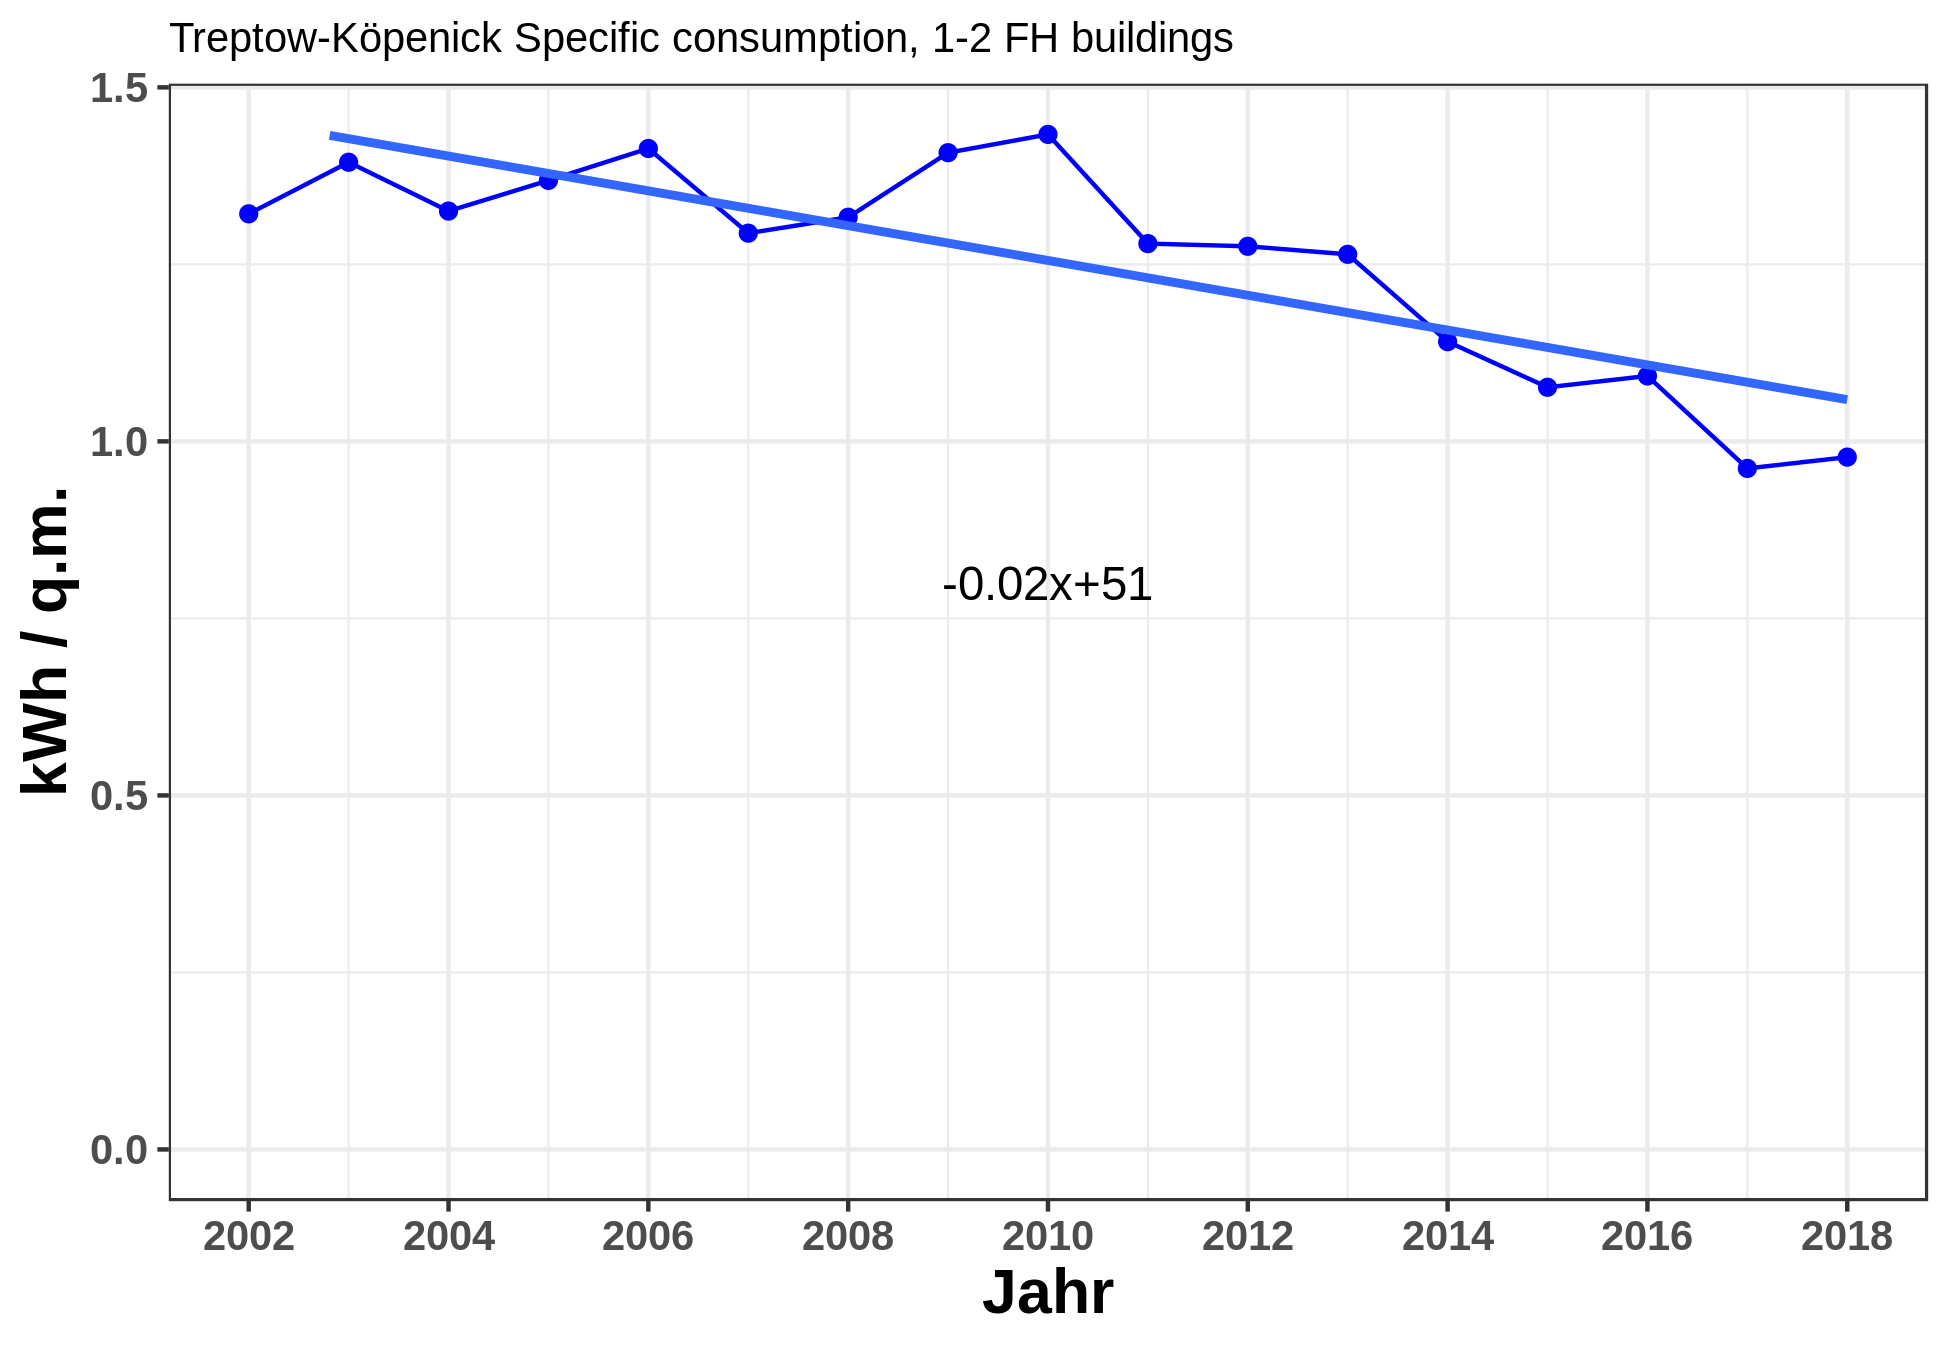 Treptow-Köpenick Specific consumption, 1-2 FH buildings
1.5
1.0
0.5
0.0
kWh / q.m.
-0.02x+51
2002 2004 2006 2008 2010 2012 2014 2016 2018
Jahr